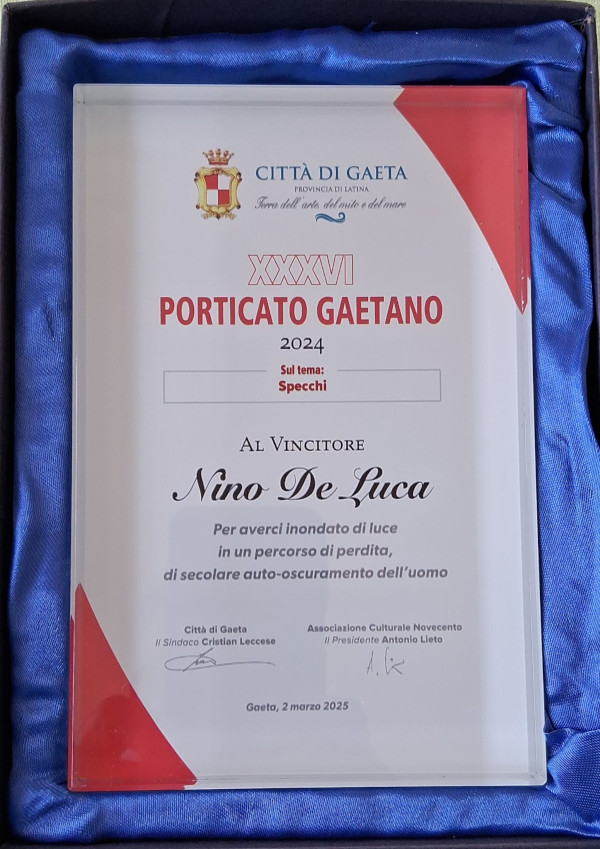 CITTÀ DI GAETA
PROVINCIA DI LATINA
Terra dell'arte, del mito e del mare
XXXVI
PORTICATO GAETANO
2024
Sul tema:
Specchi
AL VINCITORE
Nino De Luca
Per averci inondato di luce
in un percorso di perdita,
di secolare auto-oscuramento dell'uomo
Città di Gaeta
Il Sindaco Cristian Leccese
Associazione Culturale Novecento
Il Presidente Antonio Lieto
Gaeta, 2 marzo 2025